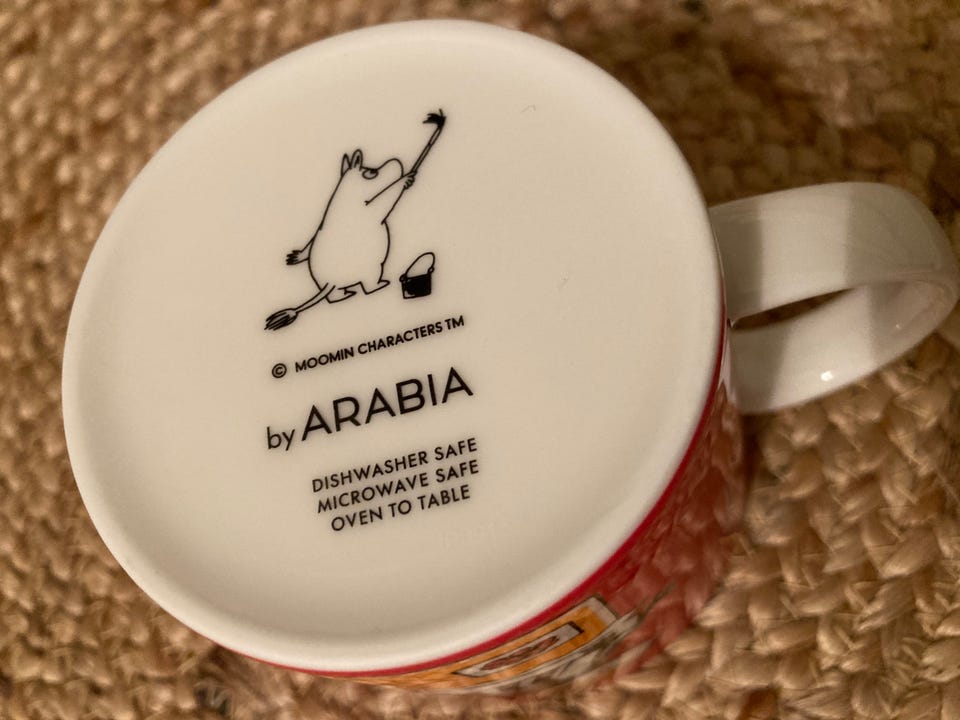 © MOOMIN CHARACTERS TM
by ARABIA
DISHWASHER SAFE
MICROWAVE SAFE
OVEN TO TABLE